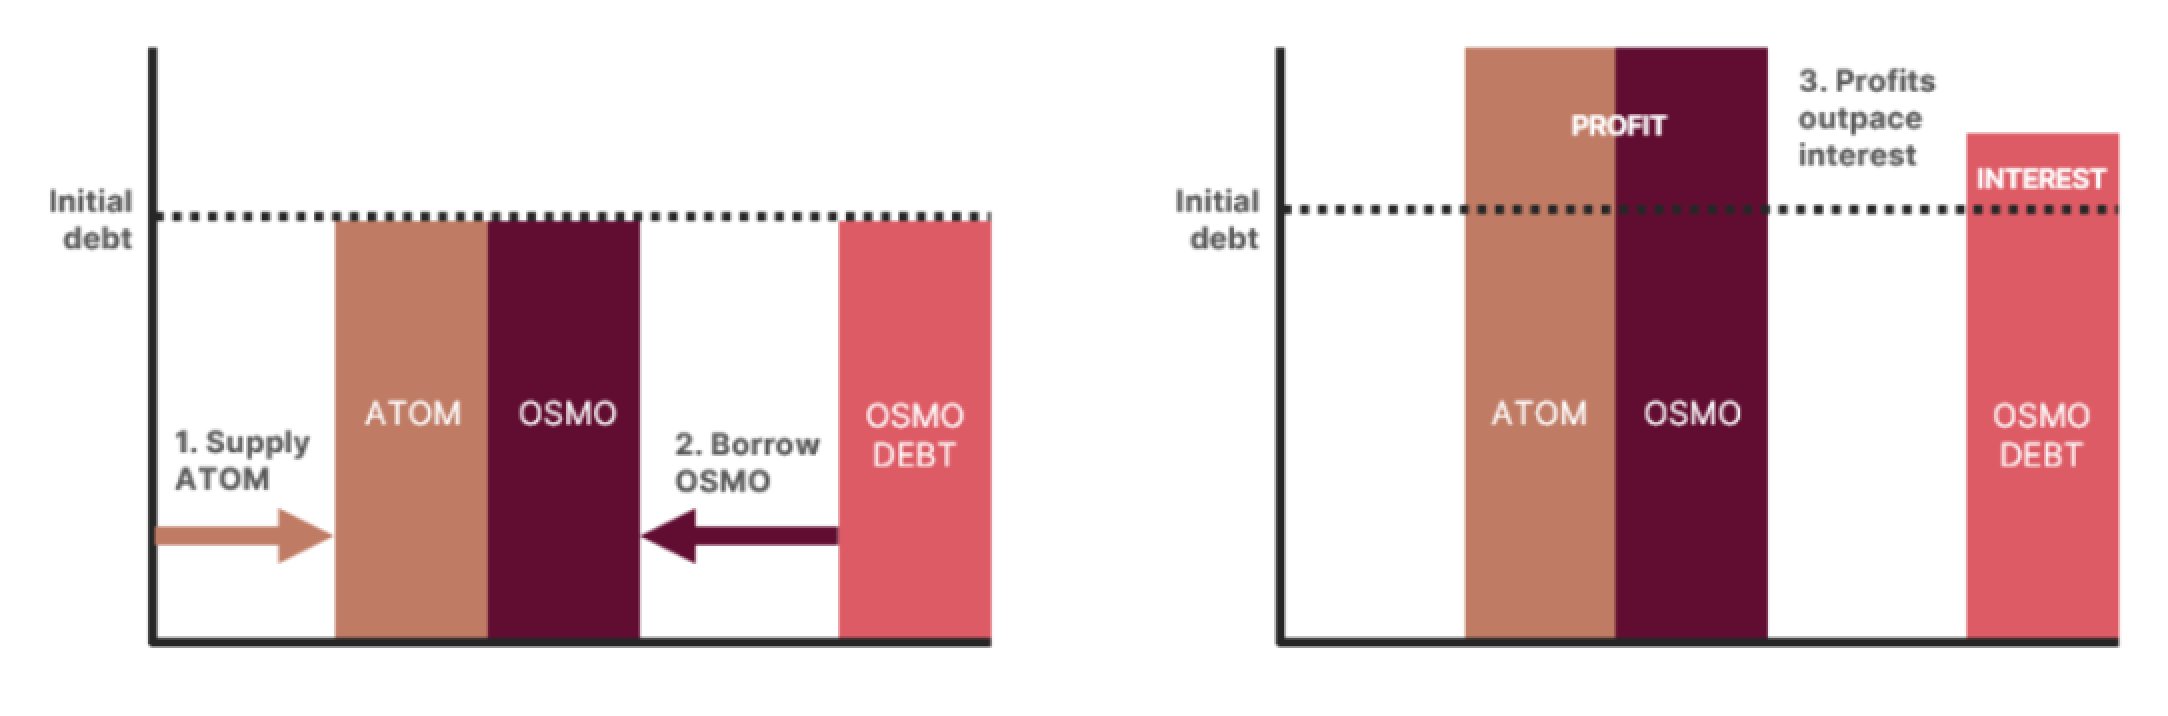 Initial
debt
1. Supply
ATOM
ATOM
OSMO
2. Borrow
OSMO
OSMO
DEBT
Initial
debt
PROFIT
ATOM
OSMO
3. Profits
outpace
interest
INTEREST
OSMO
DEBT